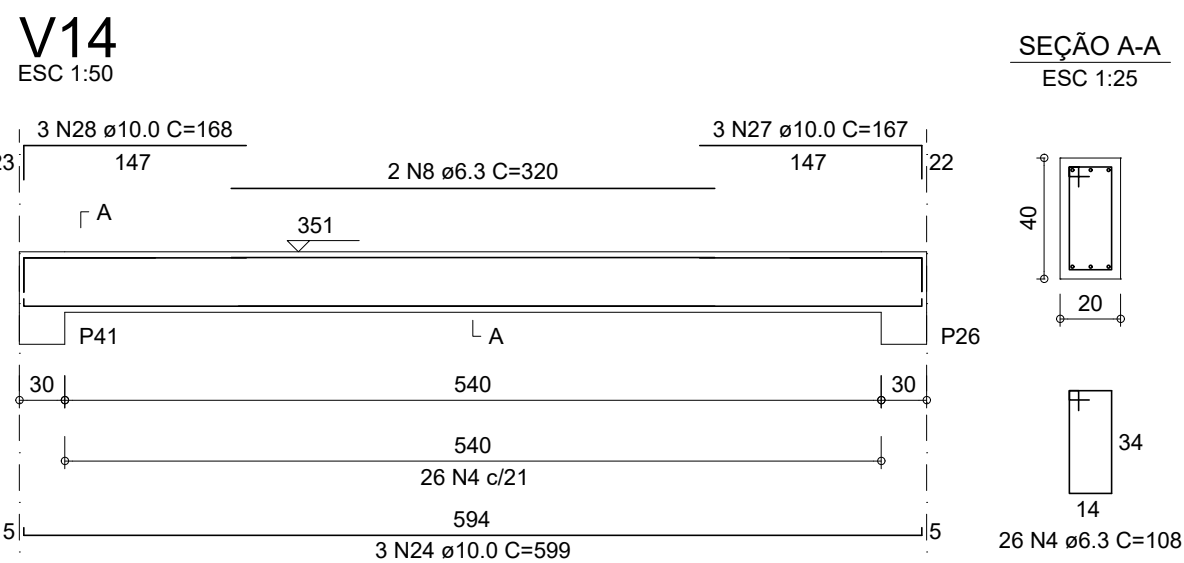 V14
ESC 1:50
SEÇÃO A-A
ESC 1:25
3 N28 ø10.0 C=168
3 N27 ø10.0 C=167
23
147
147
22
2 N8 ø6.3 C=320
A
351
40
20
P41
A
P26
30
540
30
540
26 N4 c/21
34
14
26 N4 ø6.3 C=108
5
594
5
3 N24 ø10.0 C=599